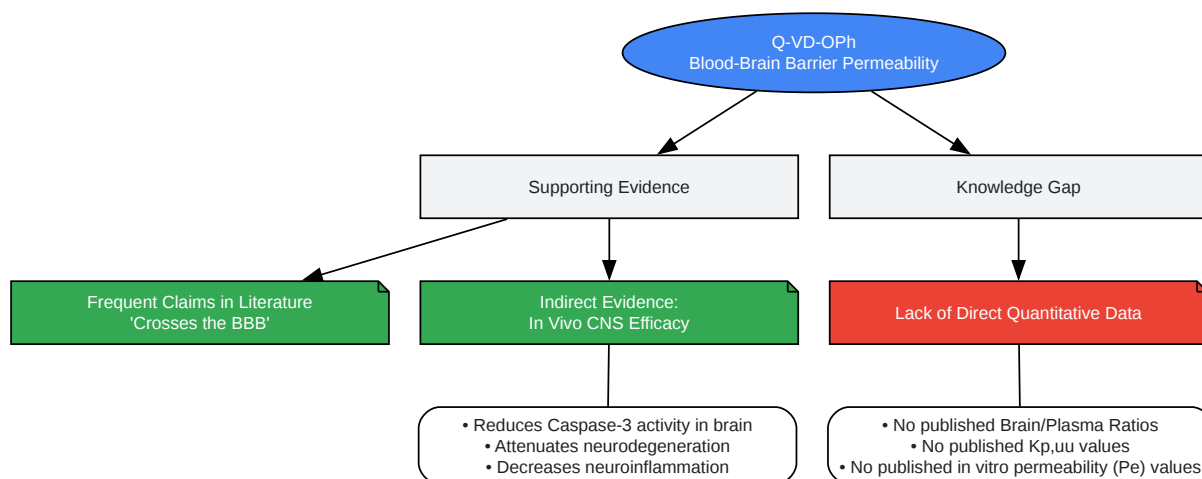 Q-VD-OPh
Blood-Brain Barrier Permeability
Supporting Evidence
Knowledge Gap
Frequent Claims in Literature
'Crosses the BBB'
Indirect Evidence:
In Vivo CNS Efficacy
Lack of Direct Quantitative Data
• Reduces Caspase-3 activity in brain
• Attenuates neurodegeneration
• Decreases neuroinflammation
• No published Brain/Plasma Ratios
• No published Kp,uu values
• No published in vitro permeability (Pe) values